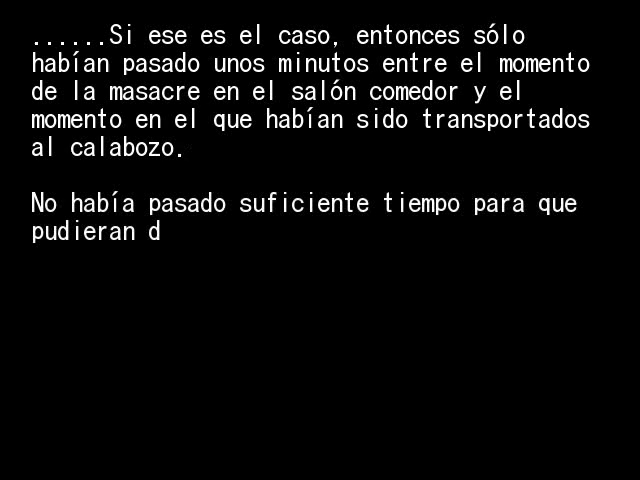 ......Si ese es el caso, entonces sólo
habían pasado unos minutos entre el momento
de la masacre en el salón comedor y el
momento en el que habían sido transportados
al calabozo.
No había pasado suficiente tiempo para que
pudieran d